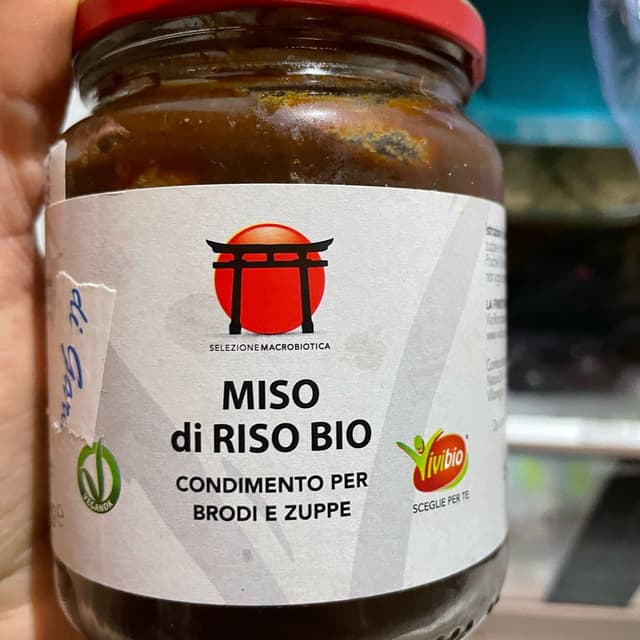 SELEZIONE MACROBIOTICA
MISO
di RISO BIO
CONDIMENTO PER
BRODI E ZUPPE
Vivibio
SCEGLIE PER TE
VEGANOK
di